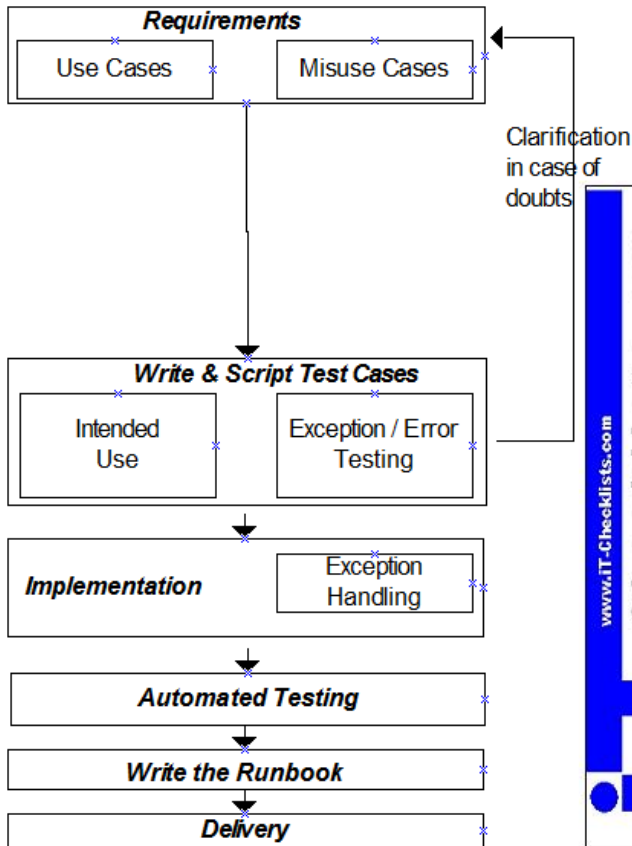 Requirements
Use Cases
Misuse Cases
Clarification
in case of
doubts
Write & Script Test Cases
Intended
Use
Exception / Error
Testing
Implementation
Exception
Handling
Automated Testing
Write the Runbook
Delivery
www.iT-Checklists.com